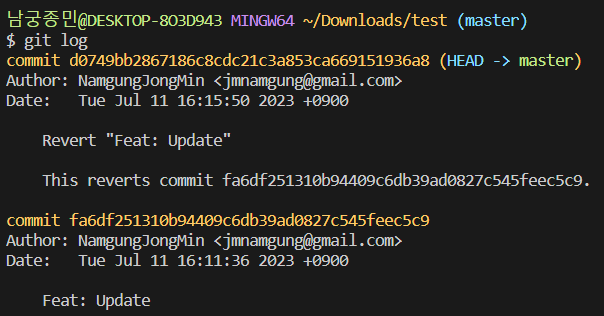 남궁종민@DESKTOP-8O3D943 MINGW64 ~/Downloads/test (master)
$ git log
commit d0749bb2867186c8cdc21c3a853ca669151936a8 (HEAD -> master)
Author: NamgungJongMin <jmnamgung@gmail.com>
Date:   Tue Jul 11 16:15:50 2023 +0900
    Revert "Feat: Update"
    This reverts commit fa6df251310b94409c6db39ad0827c545feec5c9.
commit fa6df251310b94409c6db39ad0827c545feec5c9
Author: NamgungJongMin <jmnamgung@gmail.com>
Date:   Tue Jul 11 16:11:36 2023 +0900
    Feat: Update